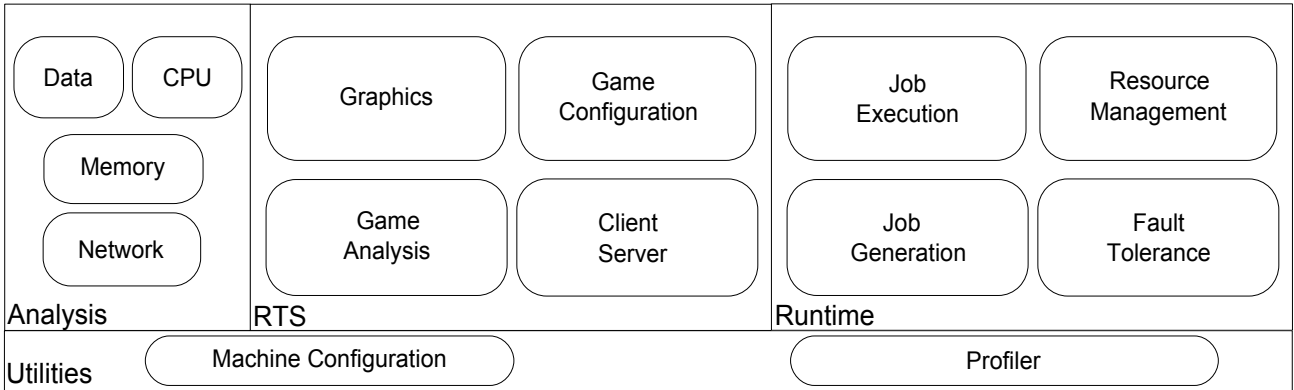 Data
CPU
Memory
Network
Analysis
Graphics
Game
Configuration
Game
Analysis
Client
Server
RTS
Job
Execution
Resource
Management
Job
Generation
Fault
Tolerance
Runtime
Utilities
Machine Configuration
Profiler